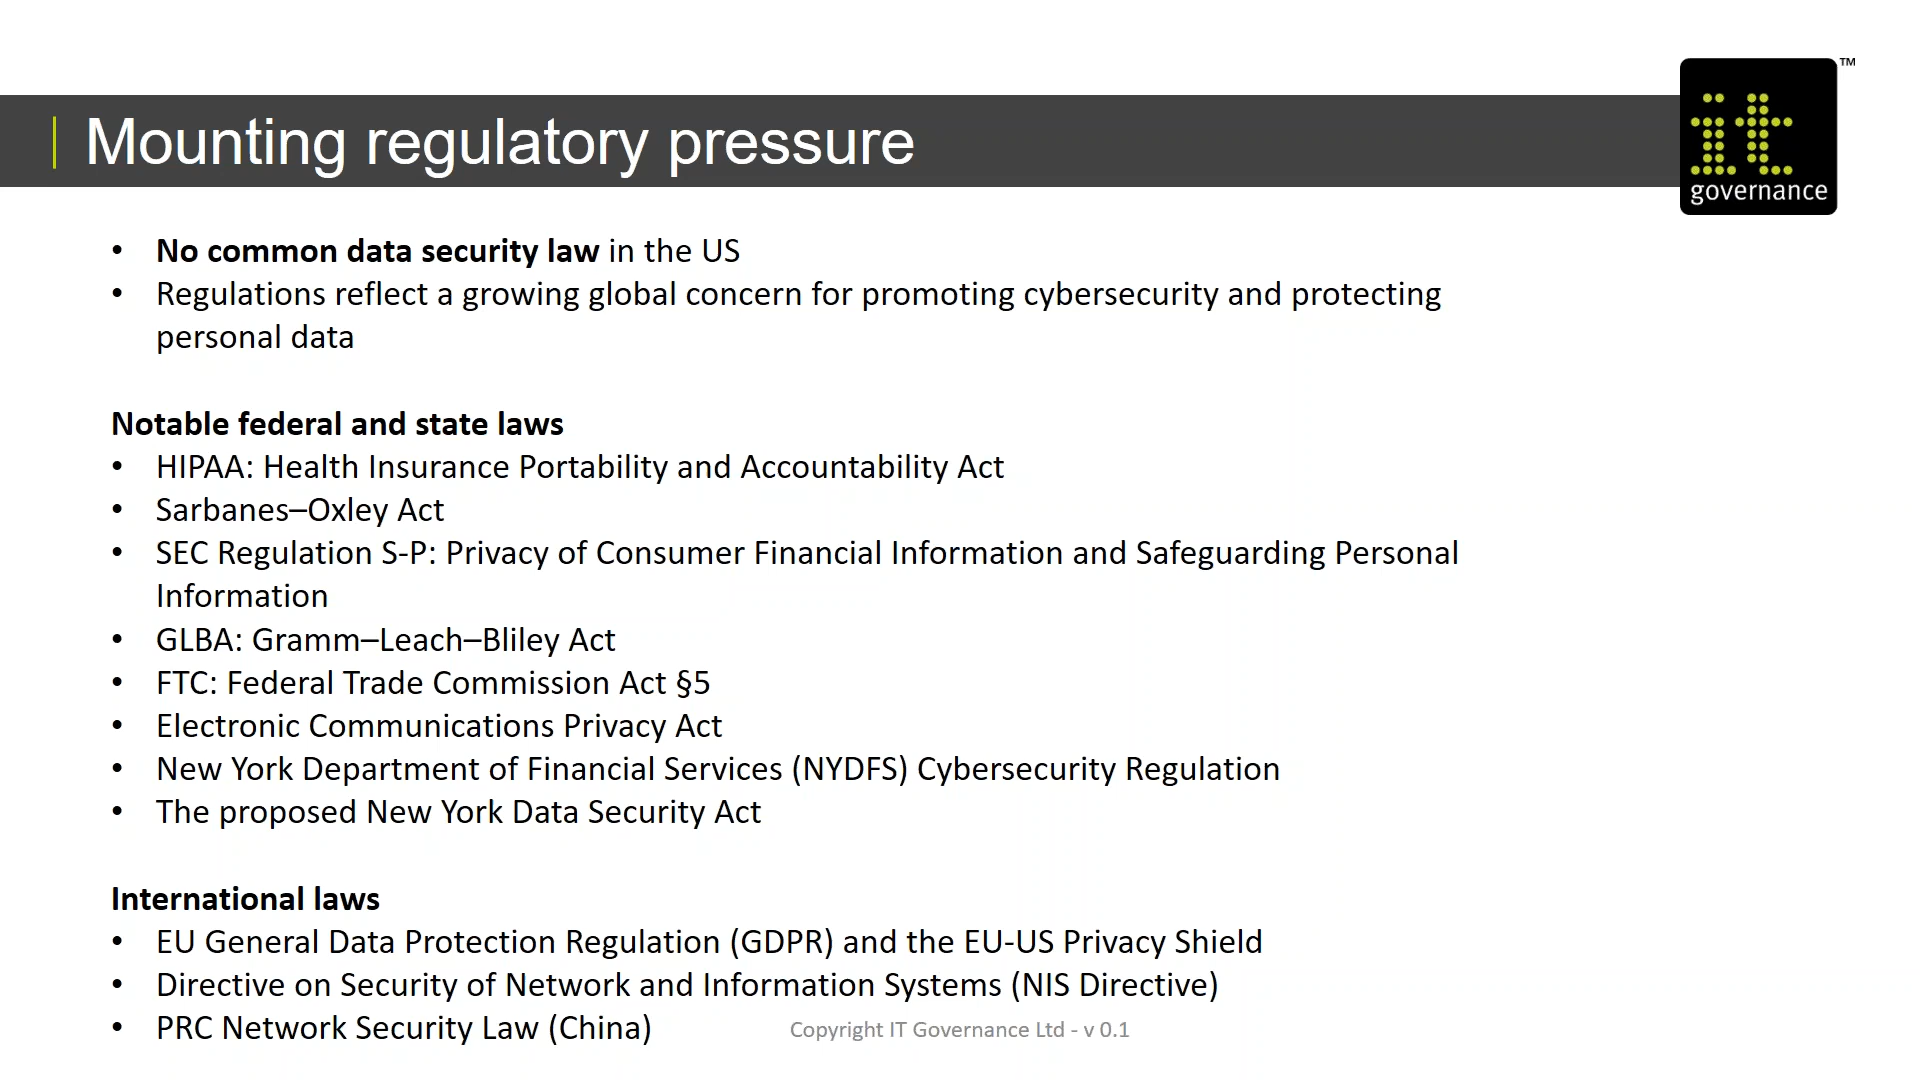 TM
Mounting regulatory pressure
it
governance
• No common data security law in the US
• Regulations reflect a growing global concern for promoting cybersecurity and protecting
personal data
Notable federal and state laws
• HIPAA: Health Insurance Portability and Accountability Act
• Sarbanes–Oxley Act
• SEC Regulation S-P: Privacy of Consumer Financial Information and Safeguarding Personal
Information
• GLBA: Gramm–Leach–Bliley Act
• FTC: Federal Trade Commission Act §5
• Electronic Communications Privacy Act
• New York Department of Financial Services (NYDFS) Cybersecurity Regulation
• The proposed New York Data Security Act
International laws
• EU General Data Protection Regulation (GDPR) and the EU-US Privacy Shield
• Directive on Security of Network and Information Systems (NIS Directive)
• PRC Network Security Law (China)
Copyright IT Governance Ltd - v 0.1